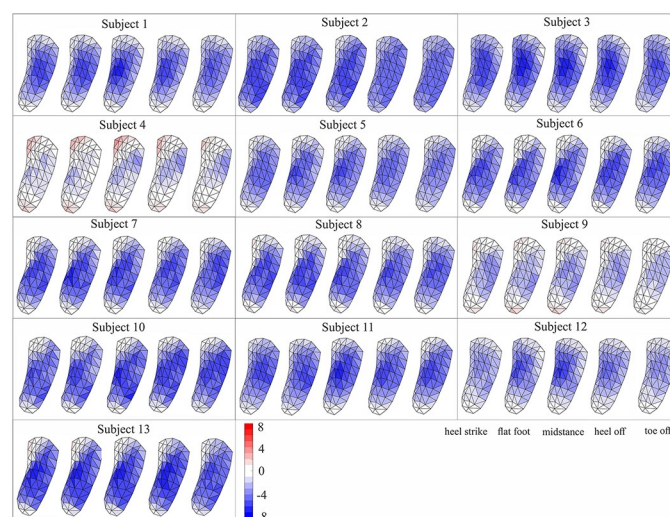 Subject 1
Subject 2
Subject 3
Subject 4
Subject 5
Subject 6
Subject 7
Subject 8
Subject 9
Subject 10
Subject 11
Subject 12
heel strike flat foot midstance heel off toe off
Subject 13
8
4
0
-4
-8